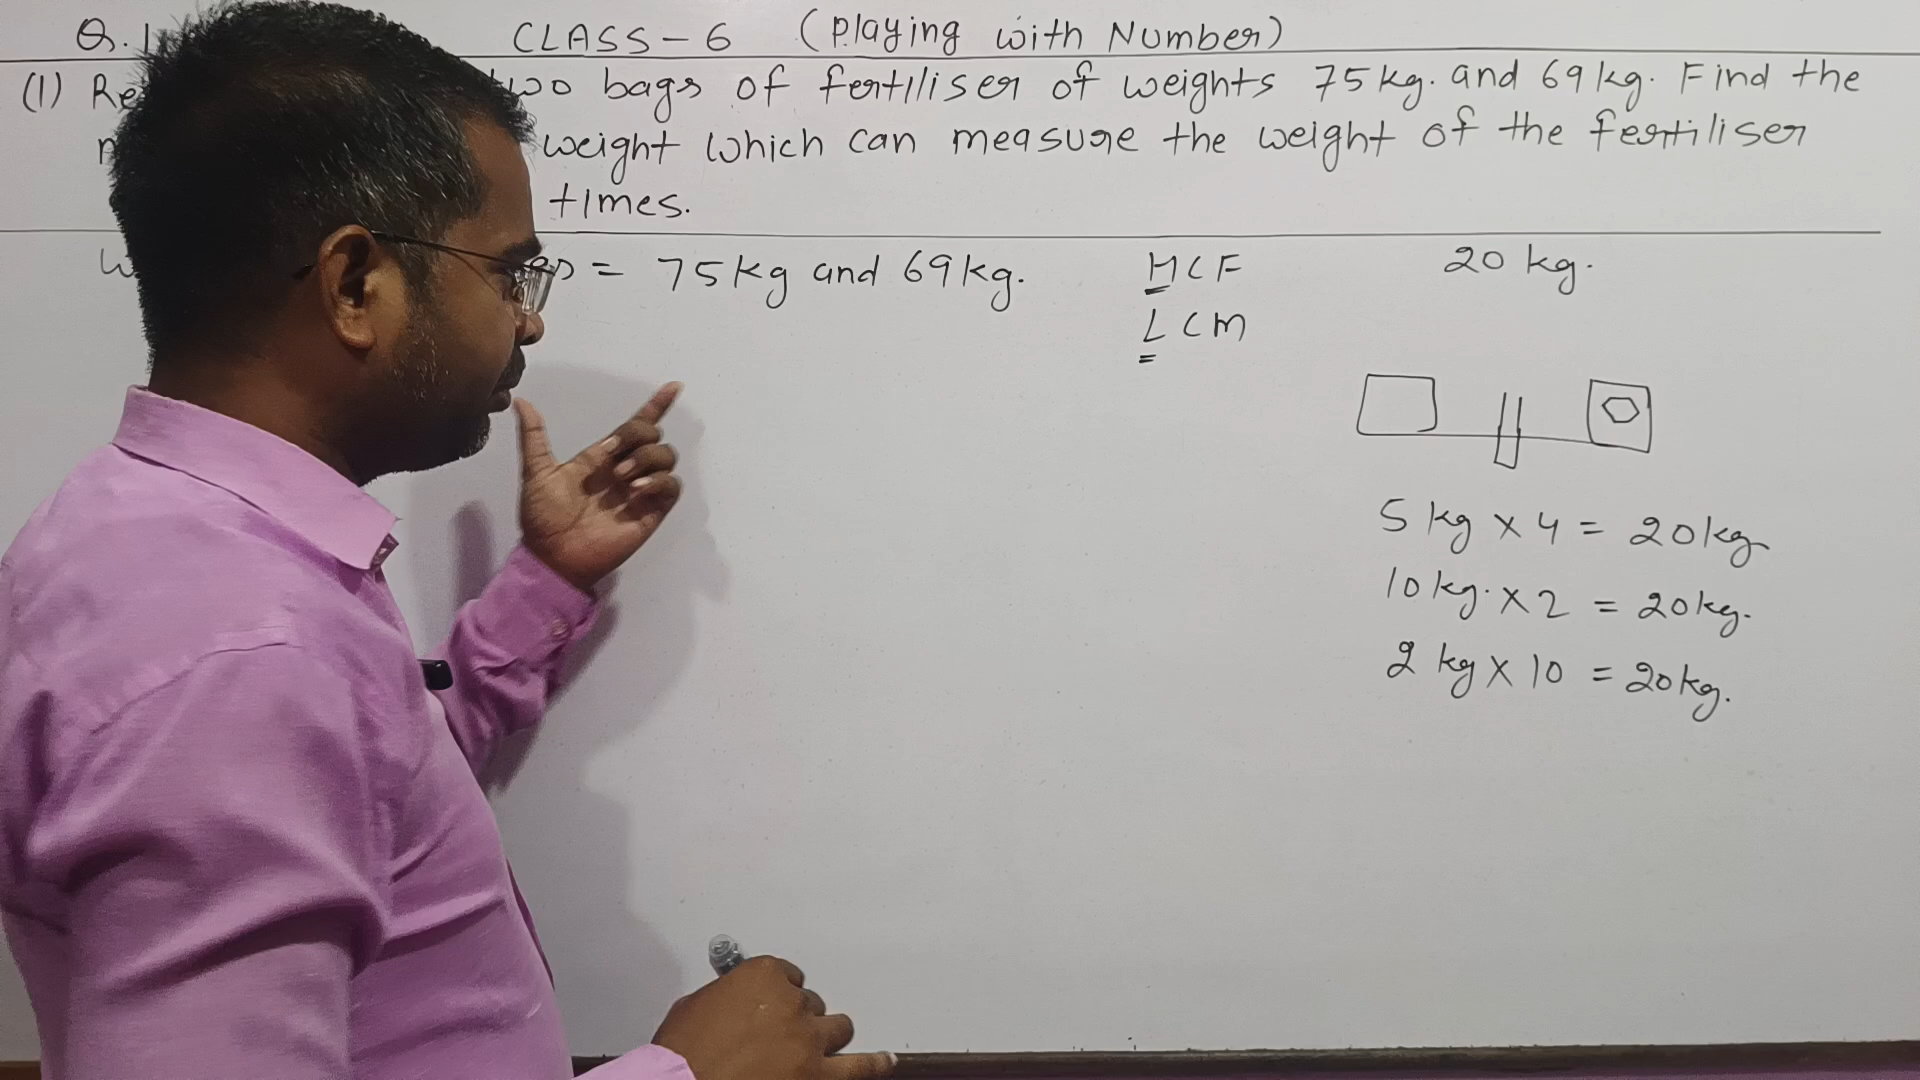 Q.1 CLASS-6 (Playing with Number)
(1) Re two bags of fertiliser of weights 75 kg. and 69 kg. Find the
weight which can measure the weight of the fertiliser
times.
= 75 kg and 69 kg.
HCF
LCM
20 kg.
5 kg × 4 = 20 kg
10 kg. × 2 = 20 kg.
2 kg × 10 = 20 kg.